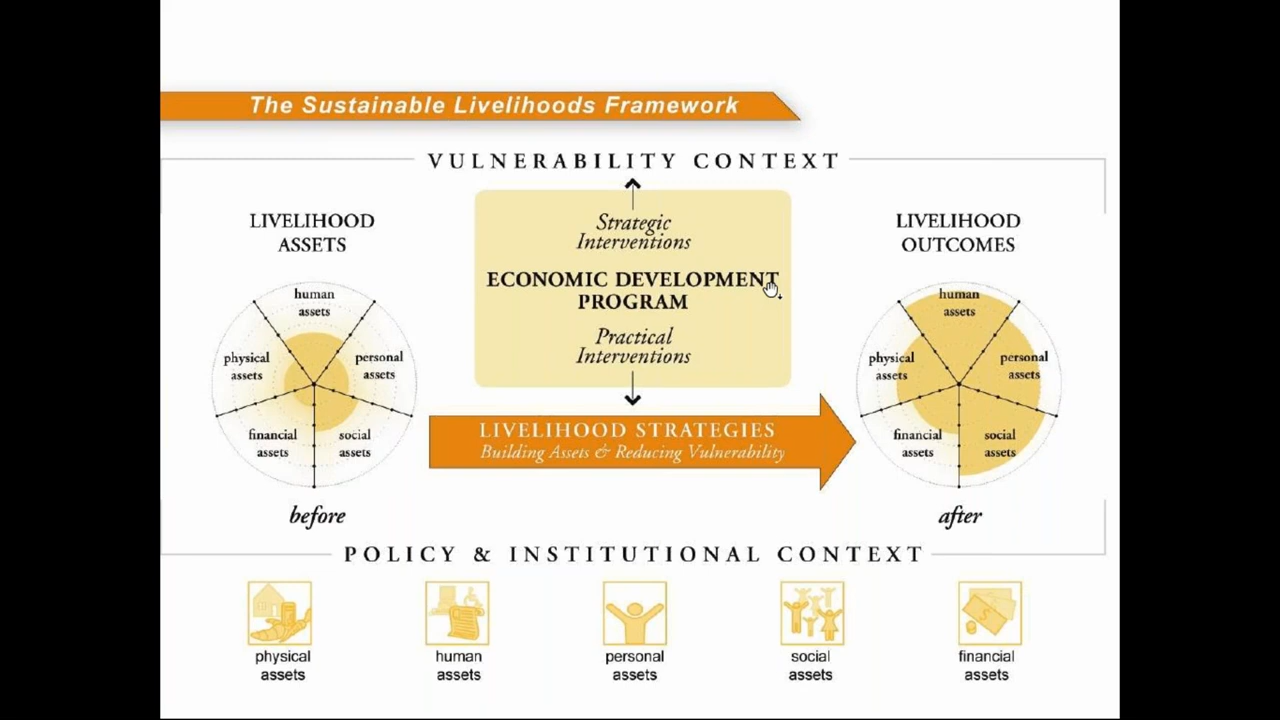 The Sustainable Livelihoods Framework
VULNERABILITY CONTEXT
LIVELIHOOD
ASSETS
human
assets
physical
assets
personal
assets
financial
assets
social
assets
before
Strategic
Interventions
ECONOMIC DEVELOPMENT
PROGRAM
Practical
Interventions
LIVELIHOOD STRATEGIES
Building Assets & Reducing Vulnerability
LIVELIHOOD
OUTCOMES
human
assets
physical
assets
personal
assets
financial
assets
social
assets
after
POLICY & INSTITUTIONAL CONTEXT
physical
assets
human
assets
personal
assets
social
assets
financial
assets